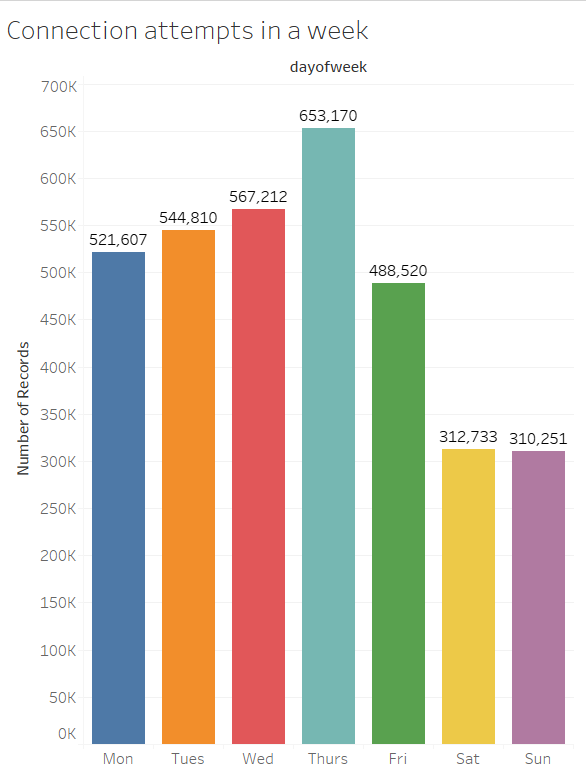 Connection attempts in a week
dayofweek
700K
653,170
650K
600K
567,212
544,810
550K
521,607
500K
488,520
450K
400K
350K
312,733 310,251
300K
250K
200K
150K
100K
50K
0K
Number of Records
Mon Tues Wed Thurs Fri Sat Sun